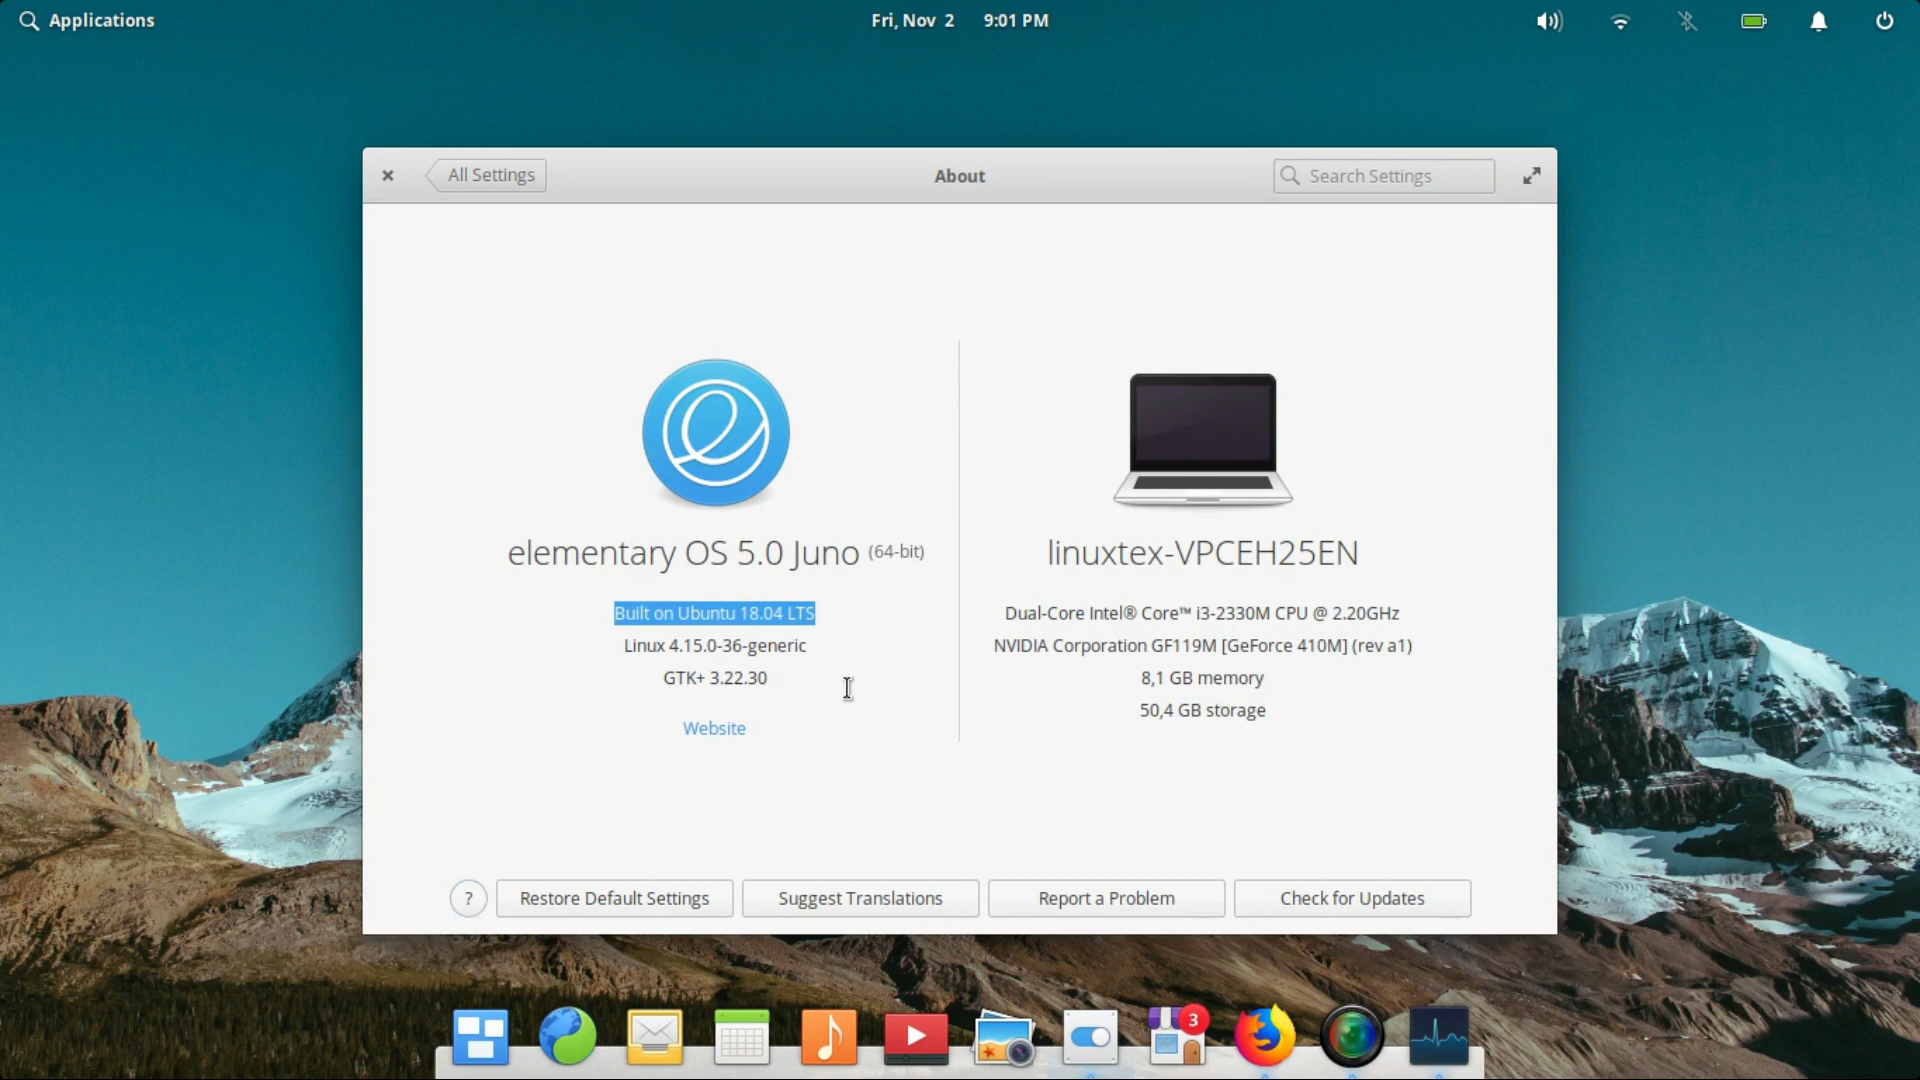 Applications
Fri, Nov 2 9:01 PM
All Settings
About
Search Settings
elementary OS 5.0 Juno (64-bit)
Built on Ubuntu 18.04 LTS
Linux 4.15.0-36-generic
GTK+ 3.22.30
Website
linuxtex-VPCEH25EN
Dual-Core Intel® Core™ i3-2330M CPU @ 2.20GHz
NVIDIA Corporation GF119M [GeForce 410M] (rev a1)
8,1 GB memory
50,4 GB storage
?
Restore Default Settings
Suggest Translations
Report a Problem
Check for Updates
3